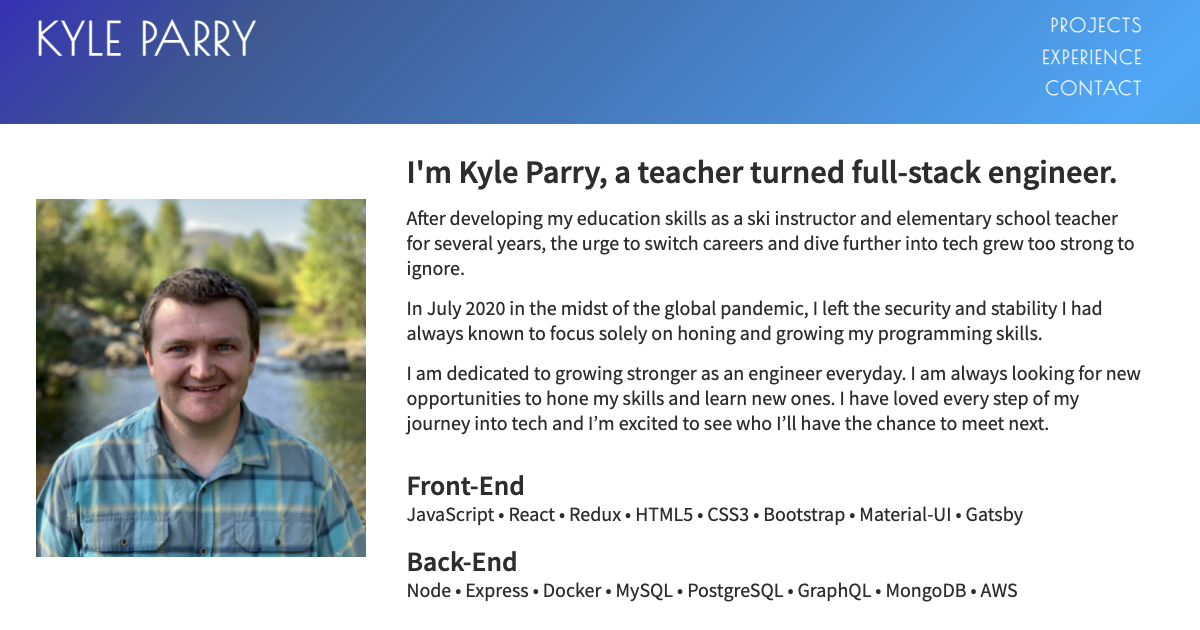 KYLE PARRY
PROJECTS
EXPERIENCE
CONTACT
I'm Kyle Parry, a teacher turned full-stack engineer.
After developing my education skills as a ski instructor and elementary school teacher
for several years, the urge to switch careers and dive further into tech grew too strong to
ignore.
In July 2020 in the midst of the global pandemic, I left the security and stability I had
always known to focus solely on honing and growing my programming skills.
I am dedicated to growing stronger as an engineer everyday. I am always looking for new
opportunities to hone my skills and learn new ones. I have loved every step of my
journey into tech and I’m excited to see who I’ll have the chance to meet next.
Front-End
JavaScript • React • Redux • HTML5 • CSS3 • Bootstrap • Material-UI • Gatsby
Back-End
Node • Express • Docker • MySQL • PostgreSQL • GraphQL • MongoDB • AWS